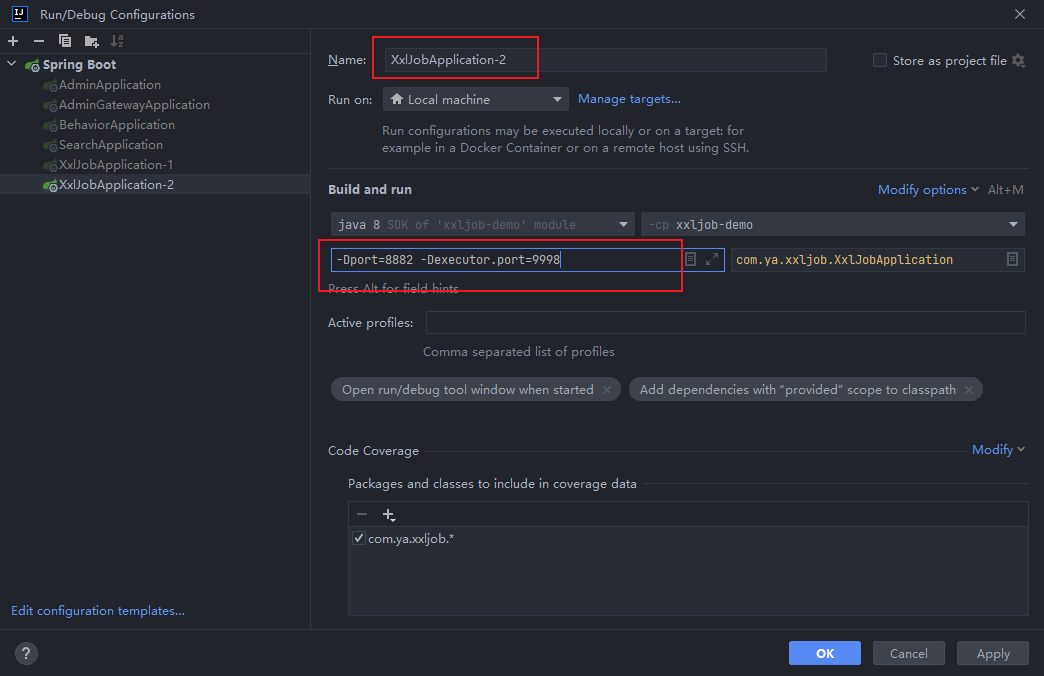 Run/Debug Configurations
Spring Boot
AdminApplication
AdminGatewayApplication
BehaviorApplication
SearchApplication
XxlJobApplication-1
XxlJobApplication-2
Edit configuration templates...
Name: XxlJobApplication-2 Store as project file
Run on: Local machine Manage targets...
Run configurations may be executed locally or on a target: for
example in a Docker Container or on a remote host using SSH.
Build and run Modify options Alt+M
java 8 SDK of 'xxljob-demo' module -cp xxljob-demo
-Dport=8882 -Dexecutor.port=9998 com.ya.xxljob.XxlJobApplication
Press Alt for field hints
Active profiles:
Comma separated list of profiles
Open run/debug tool window when started × Add dependencies with “provided” scope to classpath ×
Code Coverage Modify
Packages and classes to include in coverage data
com.ya.xxljob.*
? OK Cancel Apply